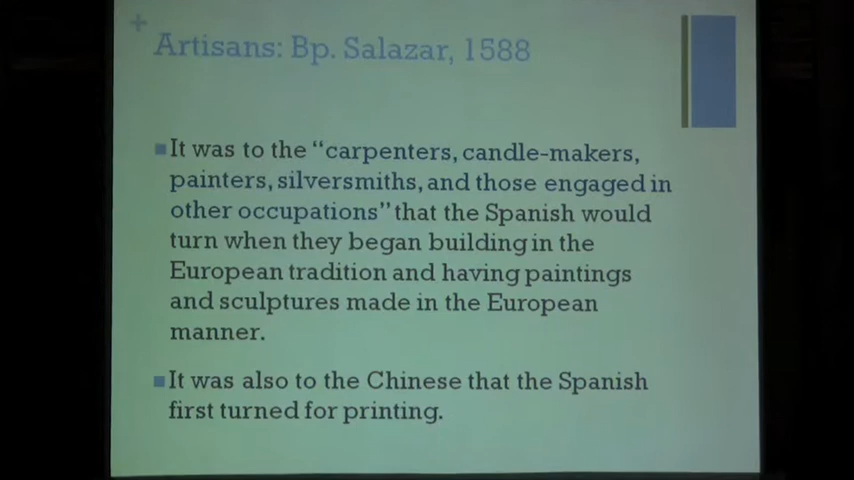 +
Artisans: Bp. Salazar, 1588
It was to the “carpenters, candle-makers,
painters, silversmiths, and those engaged in
other occupations” that the Spanish would
turn when they began building in the
European tradition and having paintings
and sculptures made in the European
manner.
It was also to the Chinese that the Spanish
first turned for printing.